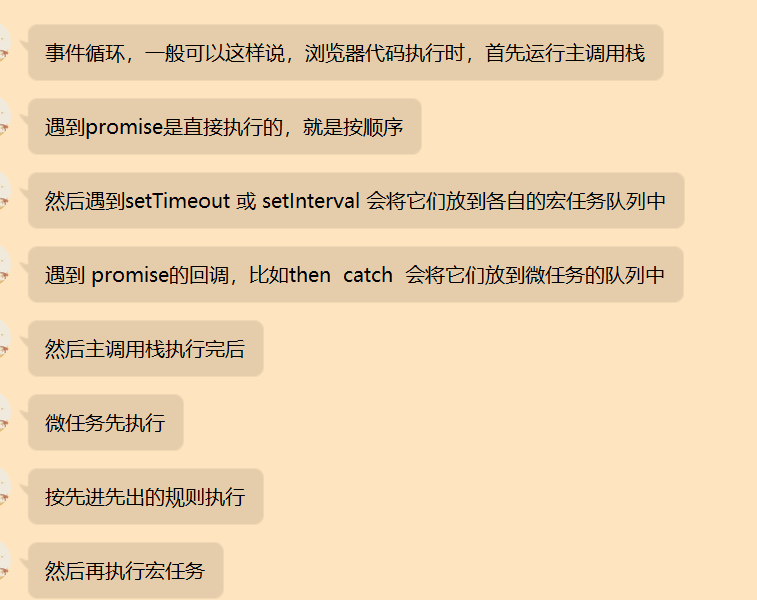 事件循环，一般可以这样说，浏览器代码执行时，首先运行主调用栈
遇到promise是直接执行的，就是按顺序
然后遇到setTimeout 或 setInterval 会将它们放到各自的宏任务队列中
遇到 promise的回调，比如then  catch  会将它们放到微任务的队列中
然后主调用栈执行完后
微任务先执行
按先进先出的规则执行
然后再执行宏任务